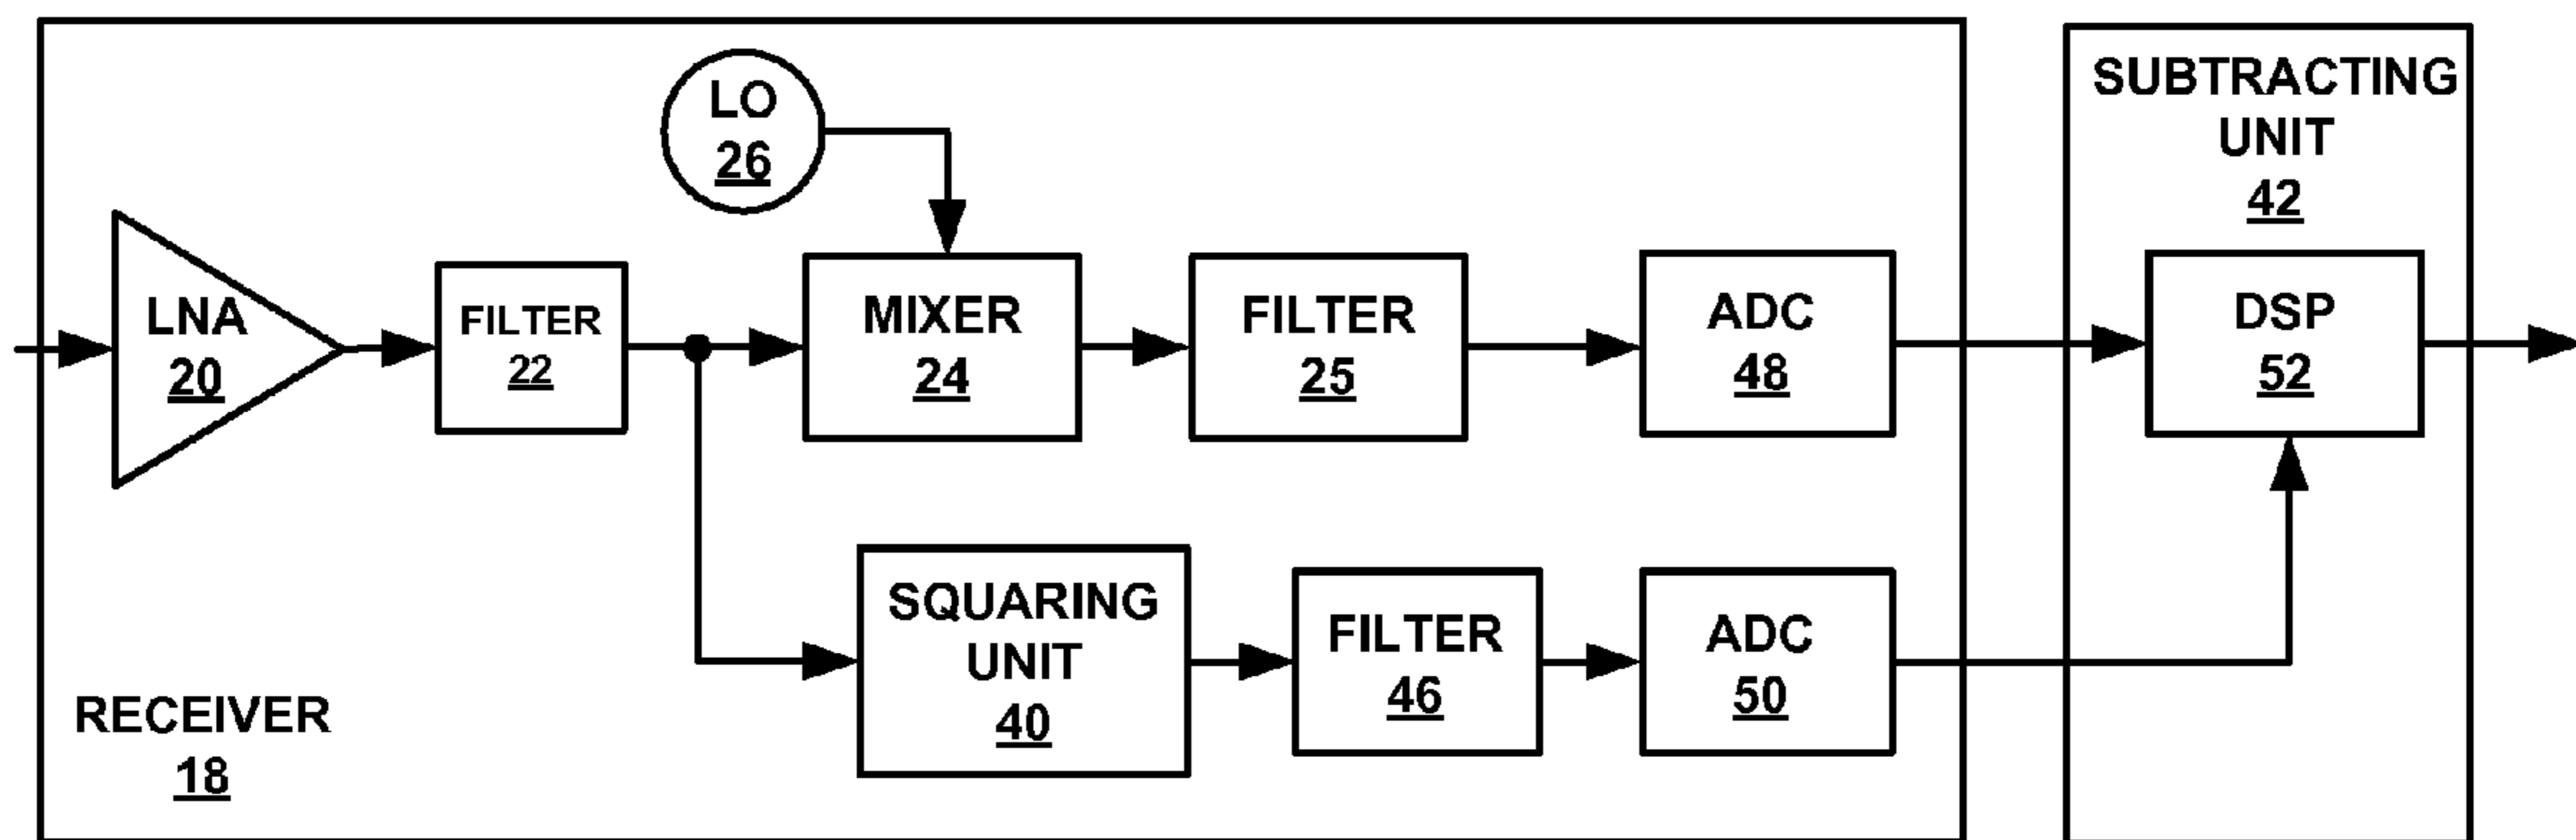 LO
26
SUBTRACTING
UNIT
42
LNA
20
FILTER
22
MIXER
24
FILTER
25
ADC
48
DSP
52
SQUARING
UNIT
40
FILTER
46
ADC
50
RECEIVER
18